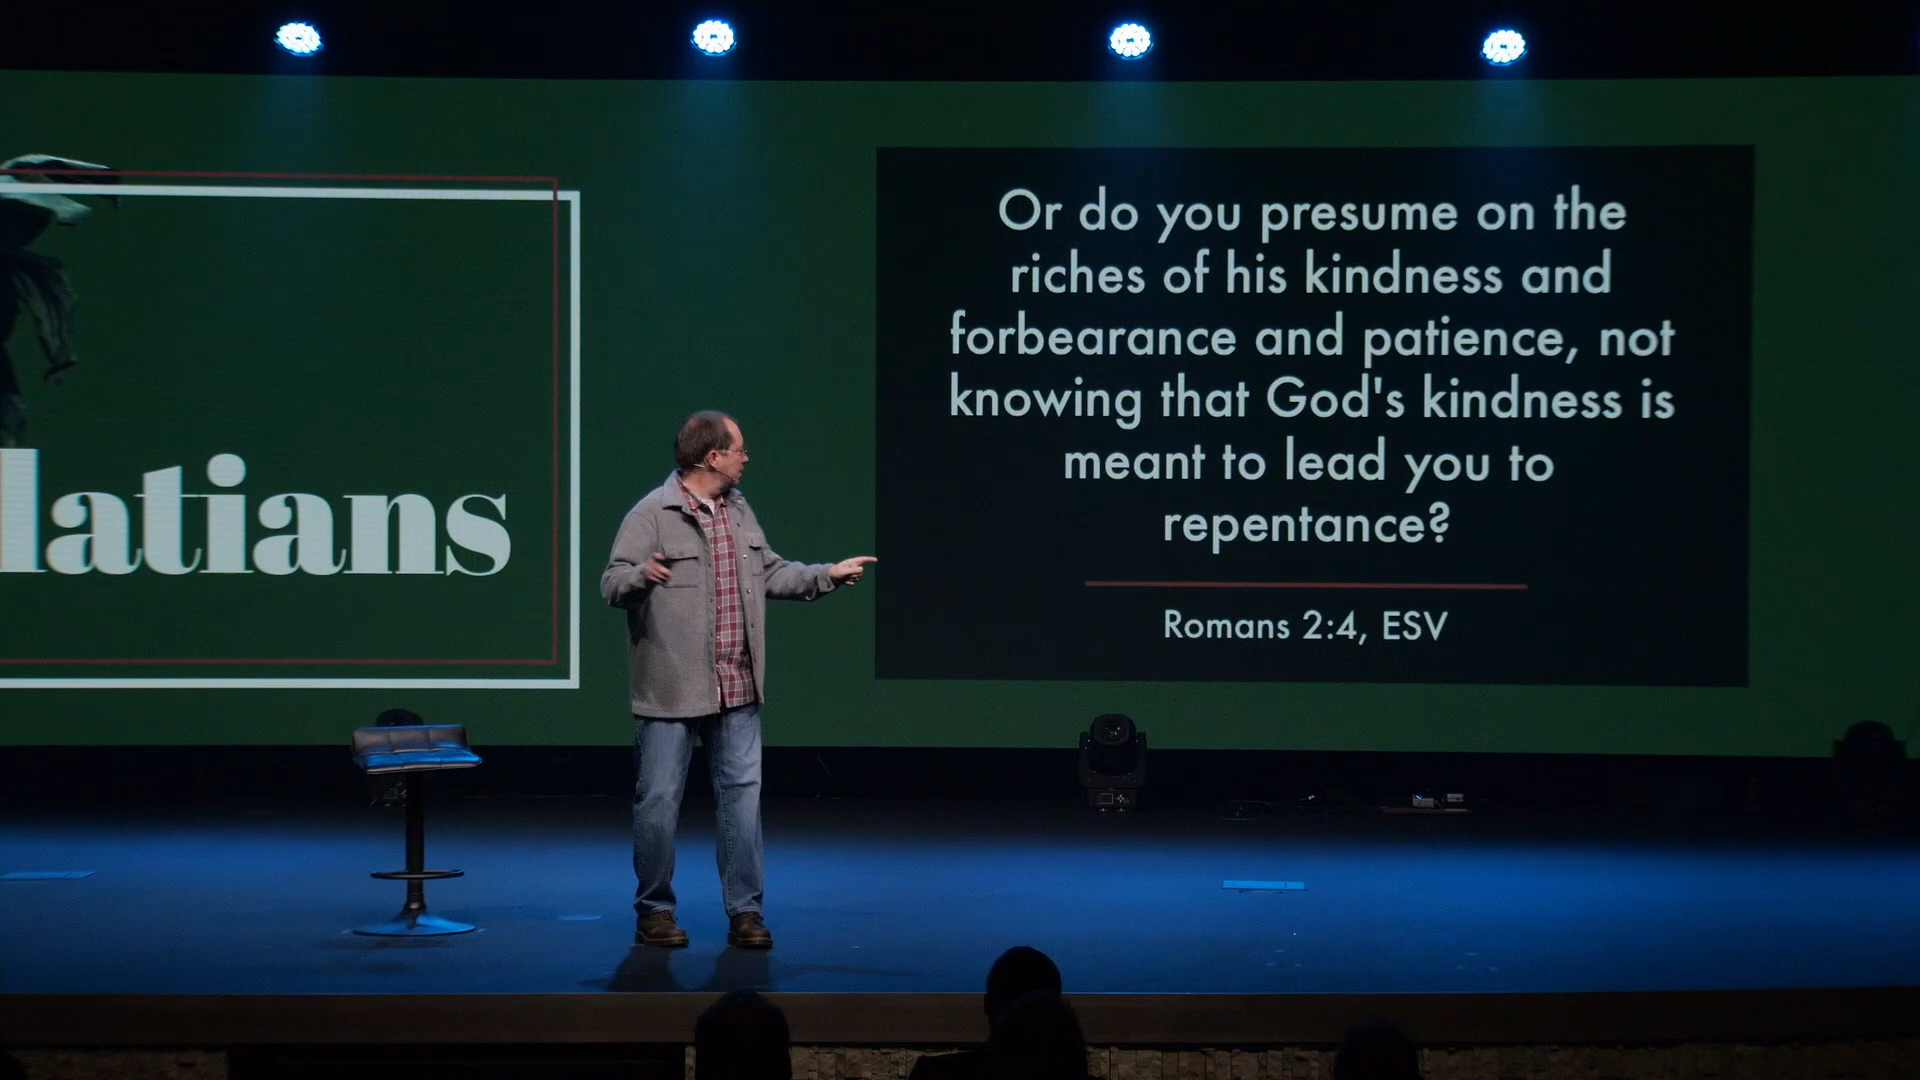 latians
Or do you presume on the
riches of his kindness and
forbearance and patience, not
knowing that God's kindness is
meant to lead you to
repentance?
Romans 2:4, ESV